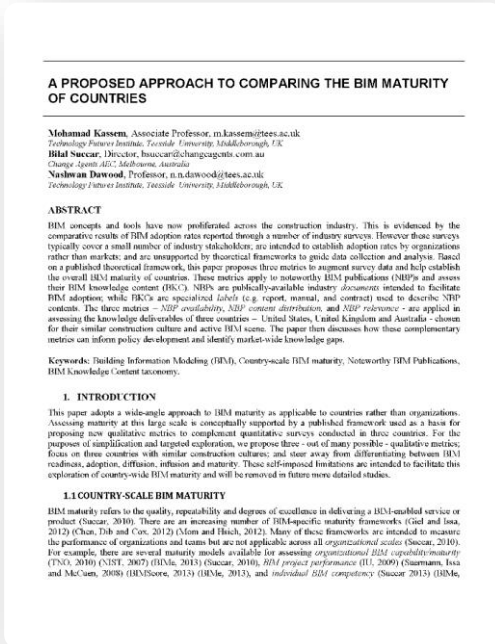 A PROPOSED APPROACH TO COMPARING THE BIM MATURITY
OF COUNTRIES
Mohamad Kassem, Associate Professor, m.kassem@tees.ac.uk
Technology Futures Institute, Teesside University, Middleborough, UK
Bilal Succar, Director, bsuccar@changeagents.com.au
Change Agents AEC, Melbourne, Australia
Nashwan Dawood, Professor, n.n.dawood@tees.ac.uk
Technology Futures Institute, Teesside University, Middleborough, UK
ABSTRACT
BIM concepts and tools have now proliferated across the construction industry. This is evidenced by the
comparative results of BIM adoption rates reported through a number of industry surveys. However these surveys
typically cover a small number of industry stakeholders; are intended to establish adoption rates by organizations
rather than markets; and are unsupported by theoretical frameworks to guide data collection and analysis. Based
on a published theoretical framework, this paper proposes three metrics to augment survey data and help establish
the overall BIM maturity of countries. These metrics apply to noteworthy BIM publications (NBP)s and assess
their BIM knowledge content (BKC). NBPs are publically-available industry documents intended to facilitate
BIM adoption; while BKCs are specialized labels (e.g. report, manual, and contract) used to describe NBP
contents. The three metrics – NBP availability, NBP content distribution, and NBP relevance - are applied in
assessing the knowledge deliverables of three countries – United States, United Kingdom and Australia - chosen
for their similar construction culture and active BIM scene. The paper then discusses how these complementary
metrics can inform policy development and identify market-wide knowledge gaps.
Keywords: Building Information Modeling (BIM), Country-scale BIM maturity, Noteworthy BIM Publications,
BIM Knowledge Content taxonomy.
1. INTRODUCTION
This paper adopts a wide-angle approach to BIM maturity as applicable to countries rather than organizations.
Assessing maturity at this large scale is conceptually supported by a published framework used as a basis for
proposing new qualitative metrics to complement quantitative surveys conducted in three countries. For the
purposes of simplification and targeted exploration, we propose three - out of many possible - qualitative metrics;
focus on three countries with similar construction cultures; and steer away from differentiating between BIM
readiness, adoption, diffusion, infusion and maturity. These self-imposed limitations are intended to facilitate this
exploration of country-wide BIM maturity and will be removed in future more detailed studies.
1.1 COUNTRY-SCALE BIM MATURITY
BIM maturity refers to the quality, repeatability and degrees of excellence in delivering a BIM-enabled service or
product (Succar, 2010). There are an increasing number of BIM-specific maturity frameworks (Giel and Issa,
2012) (Chen, Dib and Cox, 2012) (Mom and Hsieh, 2012). Many of these frameworks are intended to measure
the performance of organizations and teams but are not applicable across all organizational scales (Succar, 2010).
For example, there are several maturity models available for assessing organizational BIM capability/maturity
(TNO, 2010) (NIST, 2007) (BIMe, 2013) (Succar, 2010), BIM project performance (IU, 2009) (Suermann, Issa
and McCuen, 2008) (BIMScore, 2013) (BIMe, 2013), and individual BIM competency (Succar 2013) (BIMe,